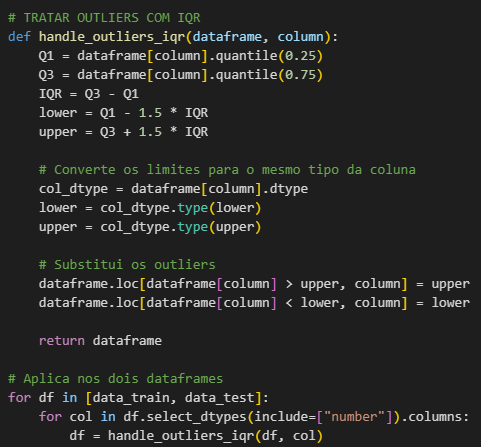 # TRATAR OUTLIERS COM IQR
def handle_outliers_iqr(dataframe, column):
    Q1 = dataframe[column].quantile(0.25)
    Q3 = dataframe[column].quantile(0.75)
    IQR = Q3 - Q1
    lower = Q1 - 1.5 * IQR
    upper = Q3 + 1.5 * IQR

    # Converte os limites para o mesmo tipo da coluna
    col_dtype = dataframe[column].dtype
    lower = col_dtype.type(lower)
    upper = col_dtype.type(upper)

    # Substitui os outliers
    dataframe.loc[dataframe[column] > upper, column] = upper
    dataframe.loc[dataframe[column] < lower, column] = lower

    return dataframe

# Aplica nos dois dataframes
for df in [data_train, data_test]:
    for col in df.select_dtypes(include=["number"]).columns:
        df = handle_outliers_iqr(df, col)